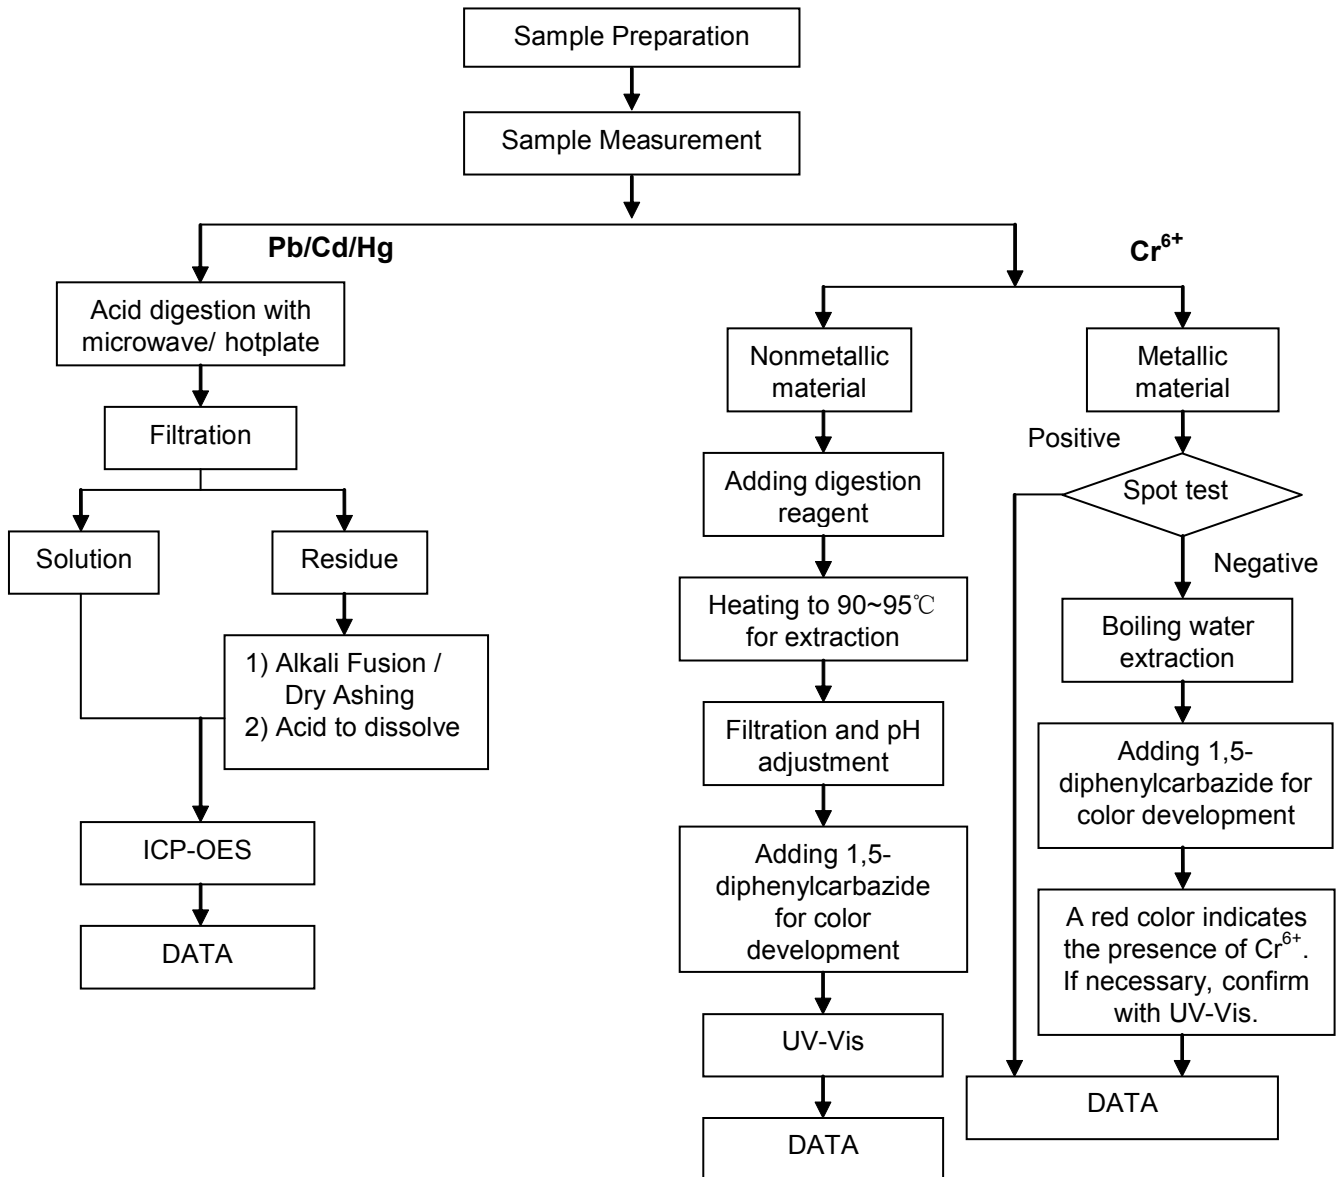 Sample Preparation
Sample Measurement
Pb/Cd/Hg
Acid digestion with
microwave/ hotplate
Filtration
Solution
Residue
1) Alkali Fusion /
Dry Ashing
2) Acid to dissolve
ICP-OES
DATA
Cr⁶⁺
Nonmetallic
material
Adding digestion
reagent
Heating to 90~95℃
for extraction
Filtration and pH
adjustment
Adding 1,5-
diphenylcarbazide
for color
development
UV-Vis
DATA
Metallic
material
Positive
Spot test
Negative
Boiling water
extraction
Adding 1,5-
diphenylcarbazide for
color development
A red color indicates
the presence of Cr⁶⁺.
If necessary, confirm
with UV-Vis.
DATA